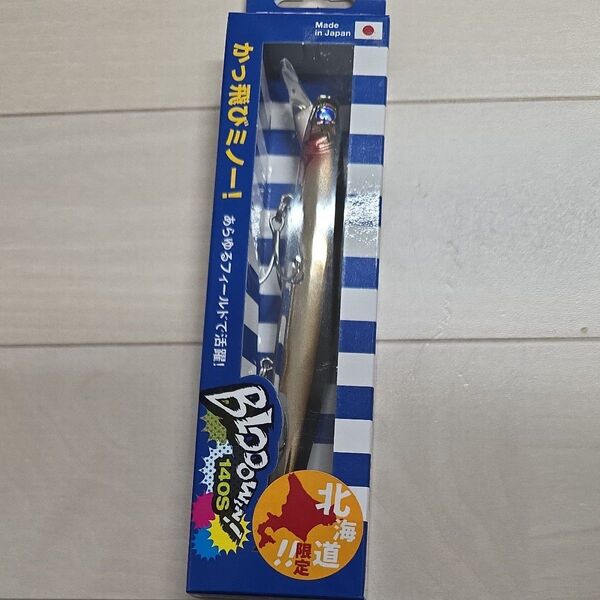 Made
in Japan
かっ飛びミノー!
あらゆるフィールドで活躍!
BlOOOWiN!
140S
北海道
限定!!